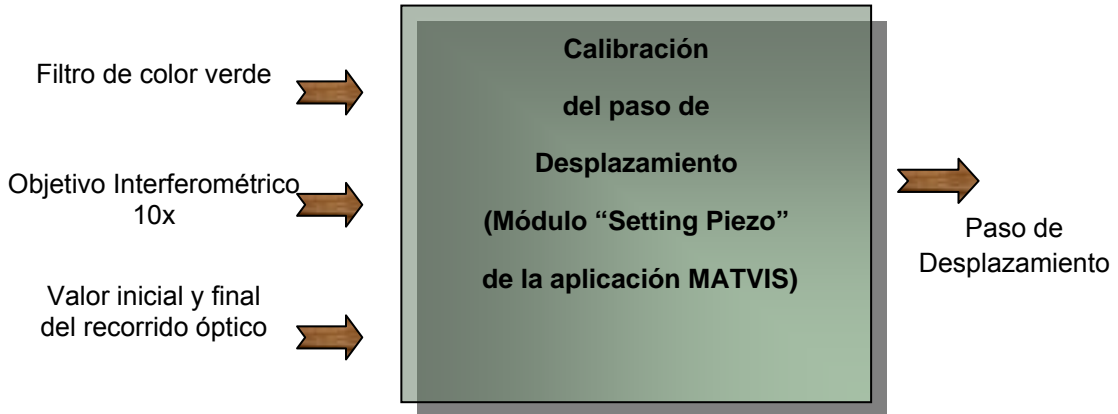 Filtro de color verde
Objetivo Interferométrico
10x
Valor inicial y final
del recorrido óptico
Calibración
del paso de
Desplazamiento
(Módulo “Setting Piezo”
de la aplicación MATVIS)
Paso de
Desplazamiento